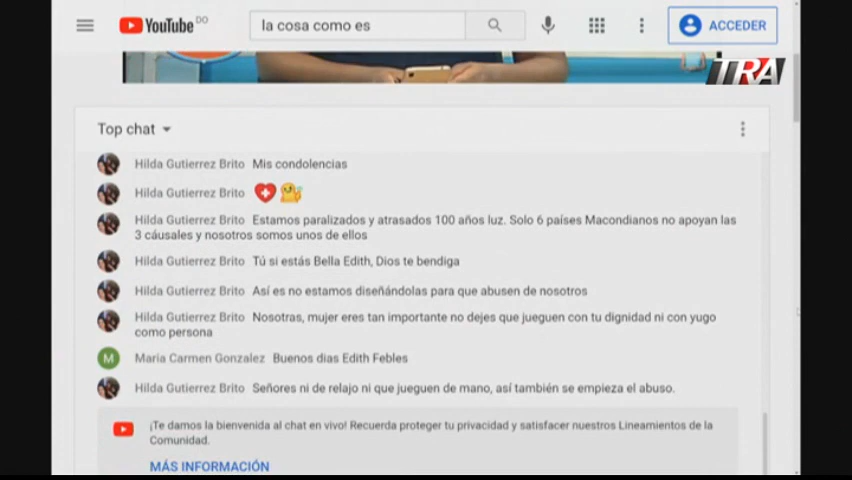 YouTube DO
la cosa como es
ACCEDER
TRA
Top chat
Hilda Gutierrez Brito Mis condolencias
Hilda Gutierrez Brito
Hilda Gutierrez Brito Estamos paralizados y atrasados 100 años luz. Solo 6 países Macondianos no apoyan las
3 cáusales y nosotros somos unos de ellos
Hilda Gutierrez Brito Tú si estás Bella Edith, Dios te bendiga
Hilda Gutierrez Brito Así es no estamos diseñándolas para que abusen de nosotros
Hilda Gutierrez Brito Nosotras, mujer eres tan importante no dejes que jueguen con tu dignidad ni con yugo
como persona
M Maria Carmen Gonzalez Buenos dias Edith Febles
Hilda Gutierrez Brito Señores ni de relajo ni que jueguen de mano, así también se empieza el abuso.
¡Te damos la bienvenida al chat en vivo! Recuerda proteger tu privacidad y satisfacer nuestros Lineamientos de la
Comunidad.
MÁS INFORMACIÓN